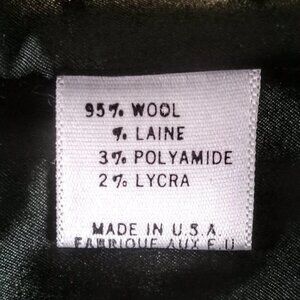 95% WOOL
% LAINE
3% POLYAMIDE
2% LYCRA
MADE IN U.S.A.
FABRIQUE AUX E.U